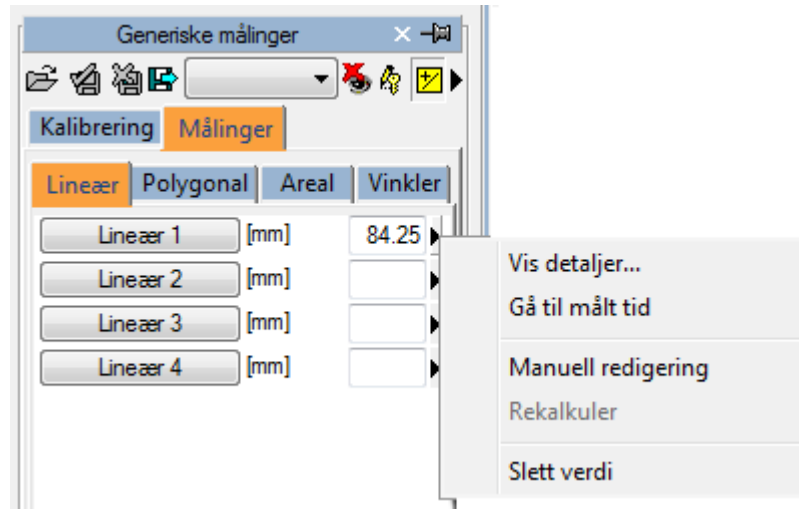 Generiske målinger
Kalibrering Målinger
Lineær Polygonal Areal Vinkler
Lineær 1 [mm] 84.25
Lineær 2 [mm]
Lineær 3 [mm]
Lineær 4 [mm]
Vis detaljer...
Gå til målt tid
Manuell redigering
Rekalkuler
Slett verdi